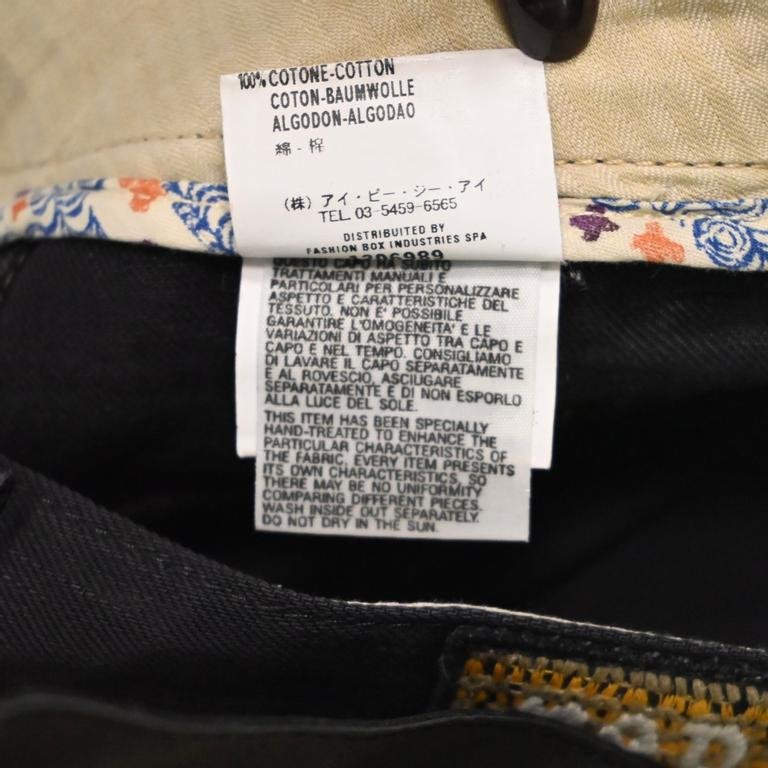 100% COTONE-COTTON
COTON-BAUMWOLLE
ALGODON-ALGODAO
綿 - 棉
(株) アイ・ピー・ジー・アイ
TEL 03-5459-6565
DISTRIBUITED BY
FASHION BOX INDUSTRIES SPA
QUESTO CAPO HA SUBITO
TRATTAMENTI MANUALI E
PARTICOLARI PER PERSONALIZZARE
ASPETTO E CARATTERISTICHE DEL
TESSUTO. NON E' POSSIBILE
GARANTIRE L'OMOGENEITA' E LE
VARIAZIONI DI ASPETTO TRA CAPO E
CAPO E NEL TEMPO. CONSIGLIAMO
DI LAVARE IL CAPO SEPARATAMENTE
E AL ROVESCIO, ASCIUGARE
SEPARATAMENTE E DI NON ESPORLO
ALLA LUCE DEL SOLE.
THIS ITEM HAS BEEN SPECIALLY
HAND-TREATED TO ENHANCE THE
PARTICULAR CHARACTERISTICS OF
THE FABRIC, EVERY ITEM PRESENTS
ITS OWN CHARACTERISTICS, SO
THERE MAY BE NO UNIFORMITY
COMPARING DIFFERENT PIECES.
WASH INSIDE OUT SEPARATELY.
DO NOT DRY IN THE SUN.